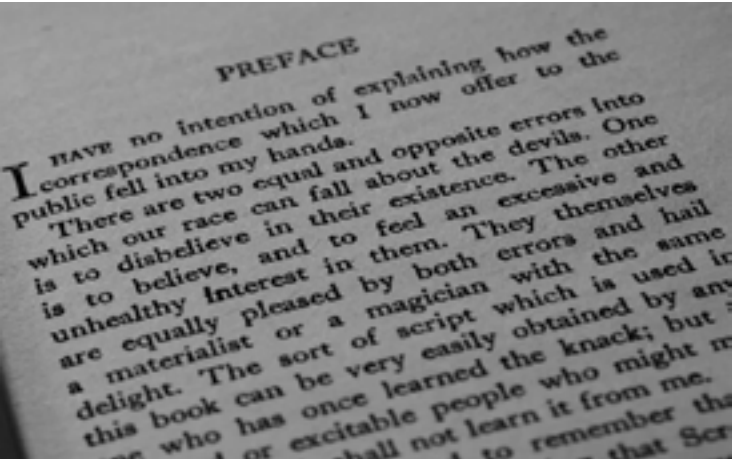 PREFACE
I HAVE no intention of explaining how the
correspondence which I now offer to the
public fell into my hands.
There are two equal and opposite errors into
which our race can fall about the devils. One
is to disbelieve in their existence. The other
is to believe, and to feel an excessive and
unhealthy interest in them. They themselves
are equally pleased by both errors and hail
a materialist or a magician with the same
delight. The sort of script which is used in
this book can be very easily obtained by any
who has once learned the knack; but
or excitable people who might
shall not learn it from me.
to remember
that